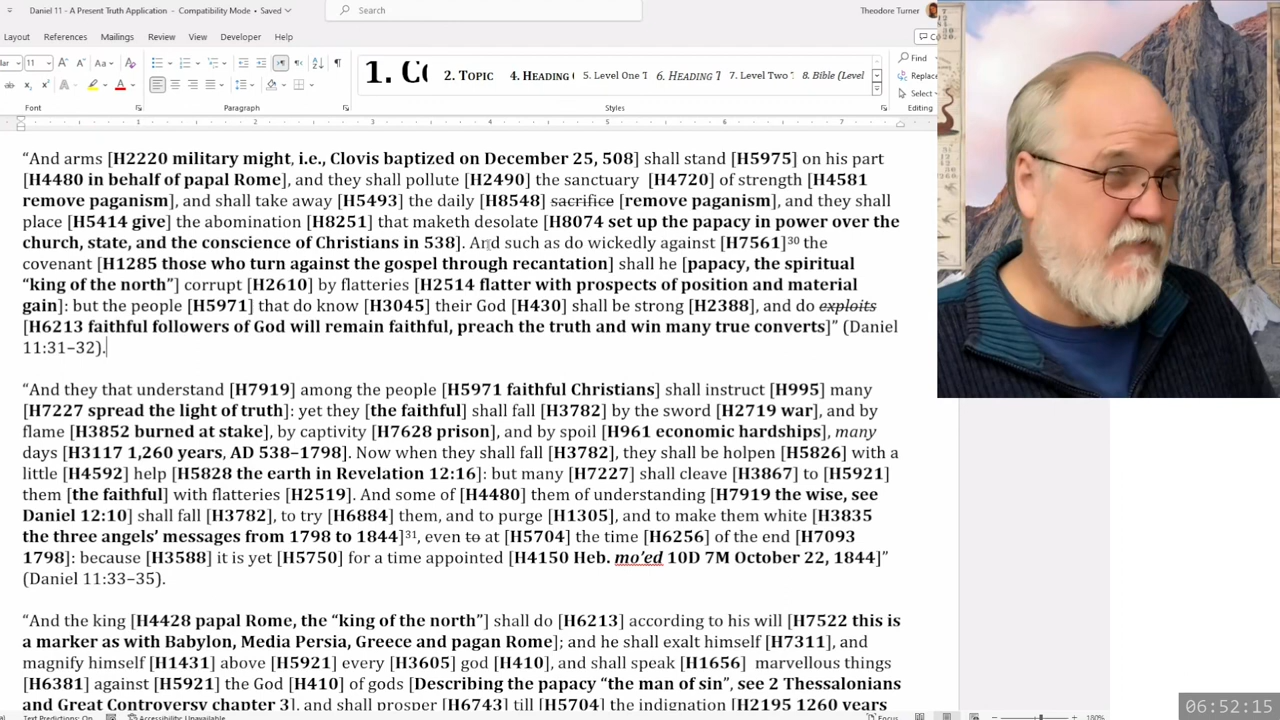 Daniel 11 - A Present Truth Application - Compatibility Mode • Saved
Search
Theodore Turner
Layout References Mailings Review View Developer Help
11
Aa
Find
Replace
Select
1. 2. TOPIC 4. HEADING 5. Level One 6. HEADING 7. Level Two 8. Bible (Level
Font Paragraph Styles Editing
1 2 3 4 5 6 7
“And arms [H2220 military might, i.e., Clovis baptized on December 25, 508] shall stand [H5975] on his part
[H4480 in behalf of papal Rome], and they shall pollute [H2490] the sanctuary [H4720] of strength [H4581
remove paganism], and shall take away [H5493] the daily [H8548] sacrifice [remove paganism], and they shall
place [H5414 give] the abomination [H8251] that maketh desolate [H8074 set up the papacy in power over the
church, state, and the conscience of Christians in 538]. And such as do wickedly against [H7561]30 the
covenant [H1285 those who turn against the gospel through recantation] shall he [papacy, the spiritual
“king of the north”] corrupt [H2610] by flatteries [H2514 flatter with prospects of position and material
gain]: but the people [H5971] that do know [H3045] their God [H430] shall be strong [H2388], and do exploits
[H6213 faithful followers of God will remain faithful, preach the truth and win many true converts]” (Daniel
11:31–32).
“And they that understand [H7919] among the people [H5971 faithful Christians] shall instruct [H995] many
[H7227 spread the light of truth]: yet they [the faithful] shall fall [H3782] by the sword [H2719 war], and by
flame [H3852 burned at stake], by captivity [H7628 prison], and by spoil [H961 economic hardships], many
days [H3117 1,260 years, AD 538–1798]. Now when they shall fall [H3782], they shall be holpen [H5826] with a
little [H4592] help [H5828 the earth in Revelation 12:16]: but many [H7227] shall cleave [H3867] to [H5921]
them [the faithful] with flatteries [H2519]. And some of [H4480] them of understanding [H7919 the wise, see
Daniel 12:10] shall fall [H3782], to try [H6884] them, and to purge [H1305], and to make them white [H3835
the three angels’ messages from 1798 to 1844]31, even to at [H5704] the time [H6256] of the end [H7093
1798]: because [H3588] it is yet [H5750] for a time appointed [H4150 Heb. mo’ed 10D 7M October 22, 1844]”
(Daniel 11:33–35).
“And the king [H4428 papal Rome, the “king of the north”] shall do [H6213] according to his will [H7522 this is
a marker as with Babylon, Media Persia, Greece and pagan Rome]; and he shall exalt himself [H7311], and
magnify himself [H1431] above [H5921] every [H3605] god [H410], and shall speak [H1656] marvellous things
[H6381] against [H5921] the God [H410] of gods [Describing the papacy “the man of sin”, see 2 Thessalonians
and Great Controversy chapter 3], and shall prosper [H6743] till [H5704] the indignation [H2195 1260 years
Text Predictions: On Accessibility: Unavailable Focus 180%
06:52:15